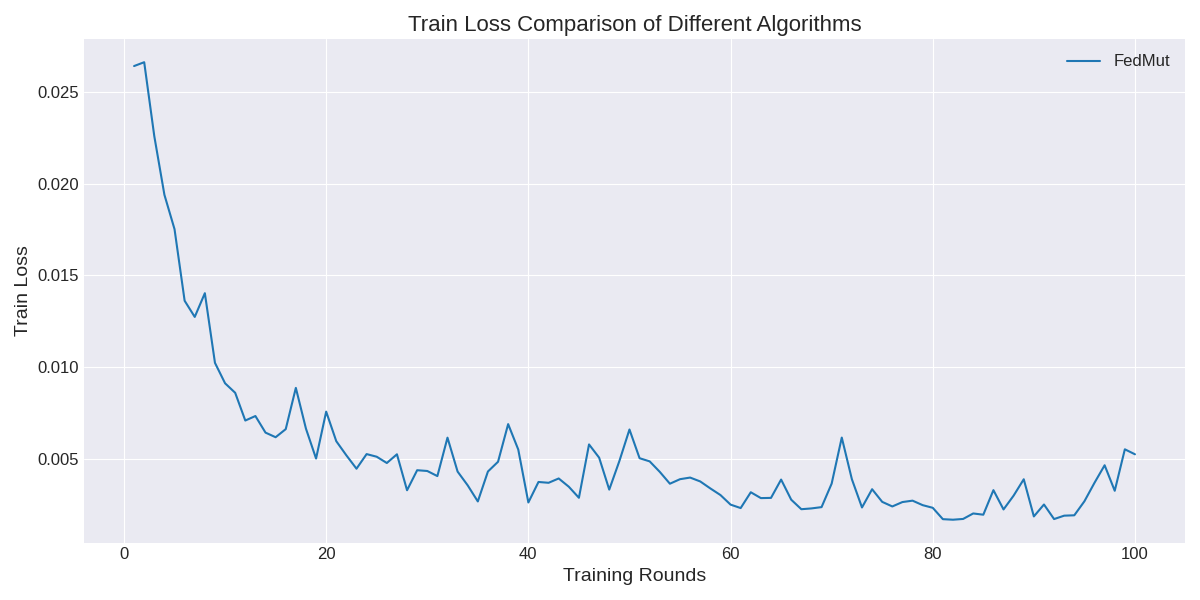 Train Loss Comparison of Different Algorithms
FedMut
0.025
0.020
0.015
0.010
0.005
Train Loss
0 20 40 60 80 100
Training Rounds